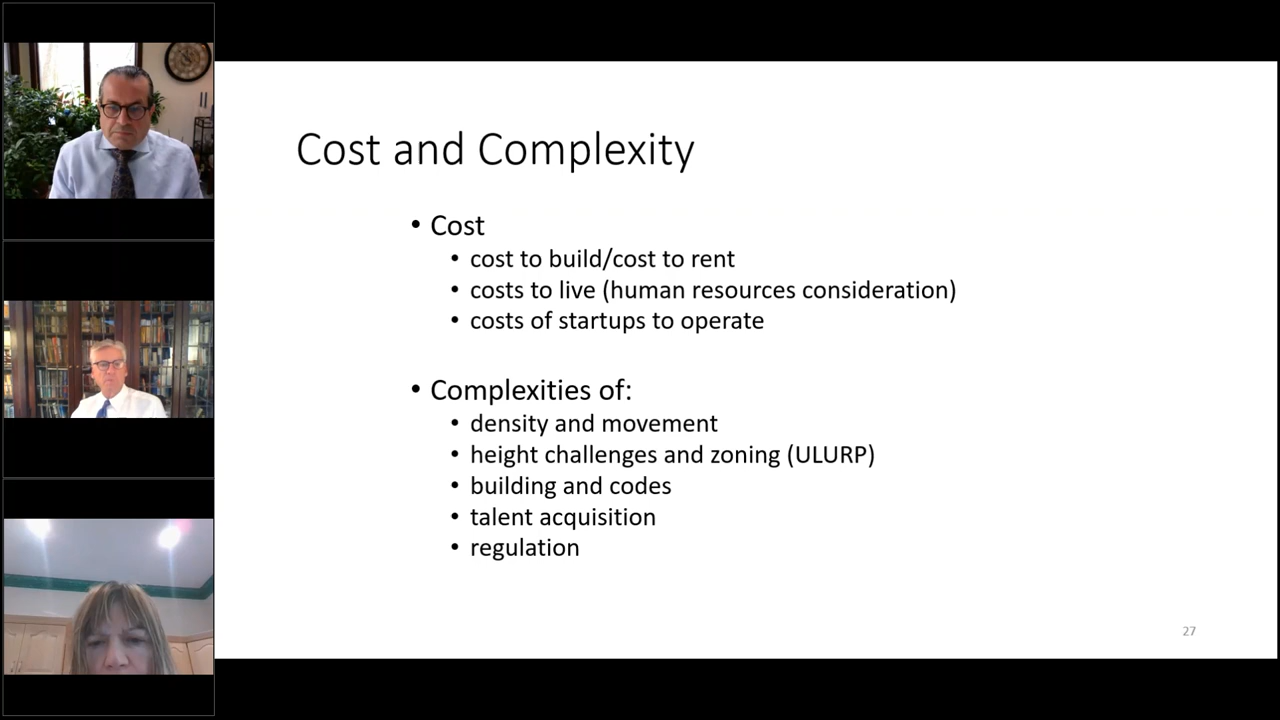 Cost and Complexity
• Cost
• cost to build/cost to rent
• costs to live (human resources consideration)
• costs of startups to operate
• Complexities of:
• density and movement
• height challenges and zoning (ULURP)
• building and codes
• talent acquisition
• regulation
27